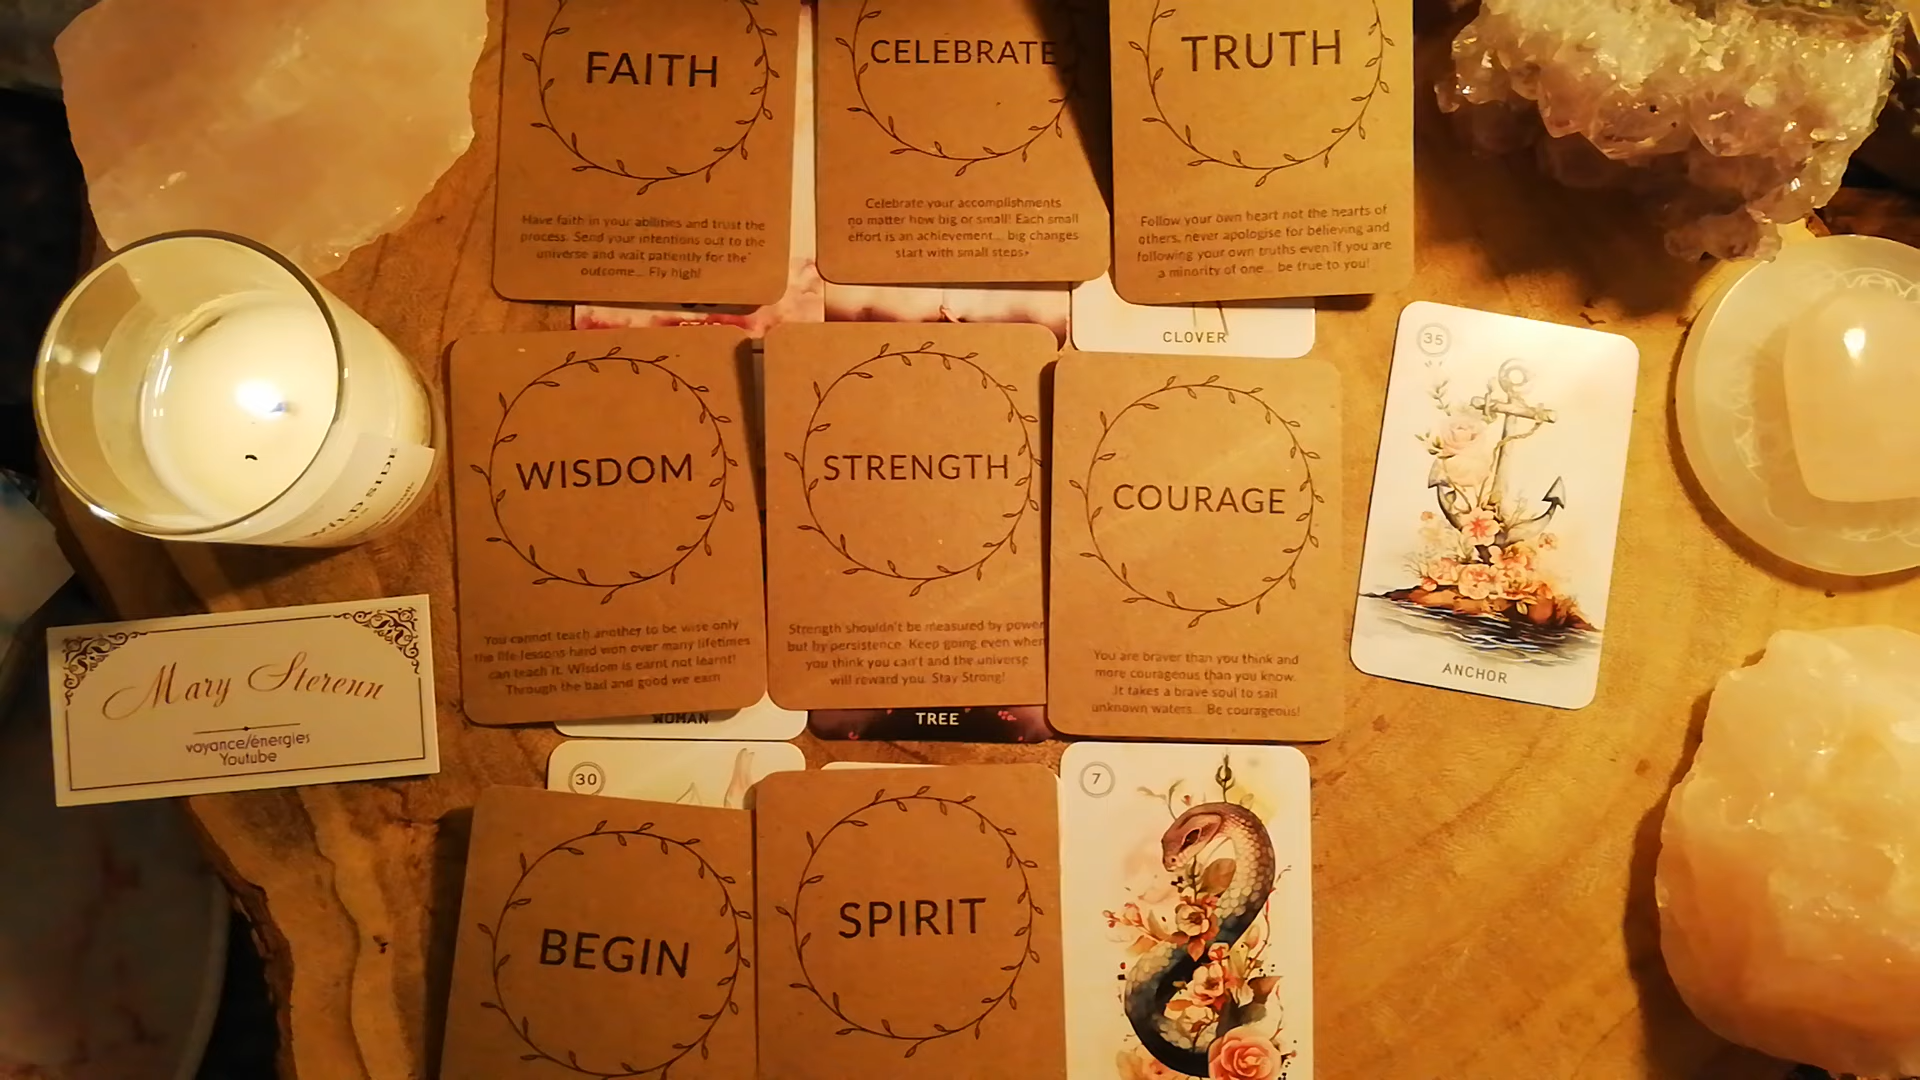 FAITH
Have faith in your abilities and trust the
process. Send your intentions out to the
universe and wait patiently for the
outcome... Fly high!
CELEBRATE
Celebrate your accomplishments
no matter how big or small! Each small
effort is an achievement... big changes
start with small steps.
TRUTH
Follow your own heart not the hearts of
others, never apologise for believing and
following your own truths even if you are
a minority of one... be true to you!
STAR
CLOVER
WISDOM
You cannot teach another to be wise only
the life lessons hard won over many lifetimes
can teach it. Wisdom is earnt not learnt!
Through the bad and good we earn
STRENGTH
Strength shouldn't be measured by power
but by persistence. Keep going even when
you think you can't and the universe
will reward you. Stay Strong!
COURAGE
You are braver than you think and
more courageous than you know.
It takes a brave soul to sail
unknown waters... Be courageous!
35
ANCHOR
WILD SIDE
Mary Sterenn
voyance/énergies
Youtube
WOMAN
TREE
30
7
BEGIN
SPIRIT